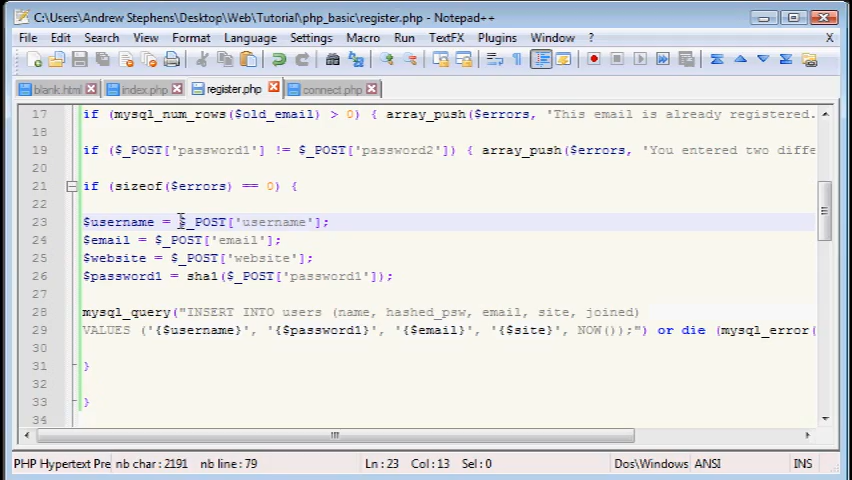 C:\Users\Andrew Stephens\Desktop\Web\Tutorial\php_basic\register.php - Notepad++
File Edit Search View Format Language Settings Macro Run TextFX Plugins Window ? X
blank.html index.php register.php connect.php
17 if (mysql_num_rows($old_email) > 0) { array_push($errors, 'This email is already registered.
18
19 if ($_POST['password1'] != $_POST['password2']) { array_push($errors, 'You entered two diffe
20
21 if (sizeof($errors) == 0) {
22
23 $username = $_POST['username'];
24 $email = $_POST['email'];
25 $website = $_POST['website'];
26 $password1 = sha1($_POST['password1']);
27
28 mysql_query("INSERT INTO users (name, hashed_psw, email, site, joined)
29 VALUES ('{$username}', '{$password1}', '{$email}', '{$site}', NOW());") or die (mysql_error(
30
31 }
32
33 }
34
PHP Hypertext Pre nb char : 2191 nb line : 79 Ln : 23 Col : 13 Sel : 0 Dos\Windows ANSI INS